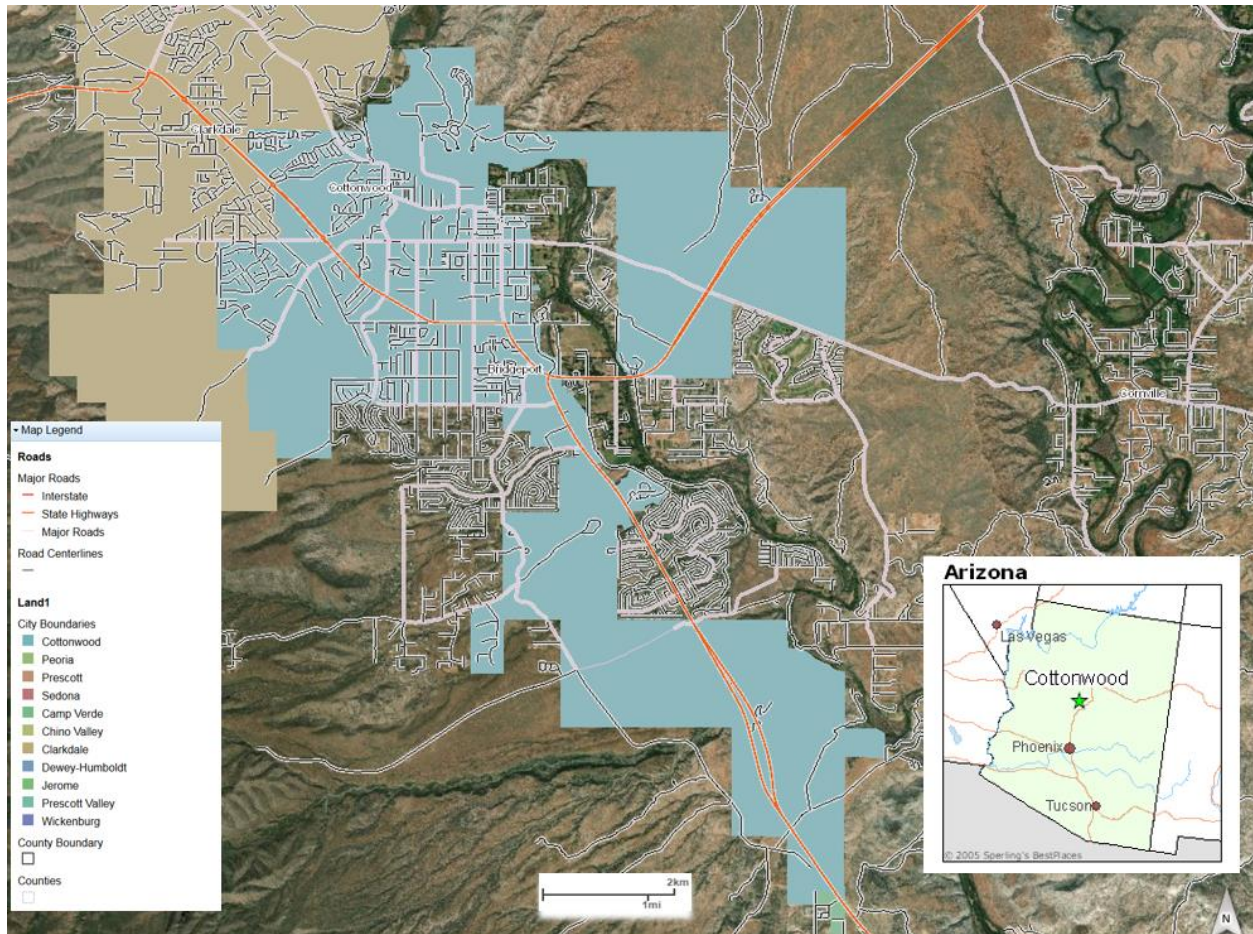 Clarkdale
Cottonwood
Bridgeport
Cornville
Map Legend
Roads
Major Roads
Interstate
State Highways
Major Roads
Road Centerlines
Land1
City Boundaries
Cottonwood
Peoria
Prescott
Sedona
Camp Verde
Chino Valley
Clarkdale
Dewey-Humboldt
Jerome
Prescott Valley
Wickenburg
County Boundary
Counties
2km
1mi
Arizona
Las Vegas
Cottonwood
Phoenix
Tucson
© 2005 Sperling's BestPlaces
N